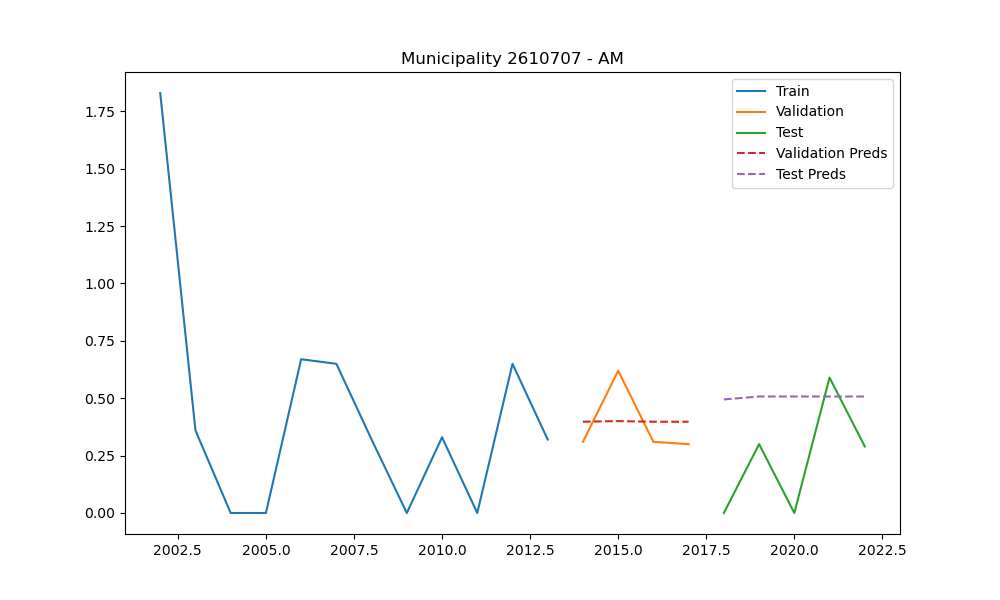 Municipality 2610707 - AM
Train
Validation
Test
Validation Preds
Test Preds
1.75
1.50
1.25
1.00
0.75
0.50
0.25
0.00
2002.5 2005.0 2007.5 2010.0 2012.5 2015.0 2017.5 2020.0 2022.5